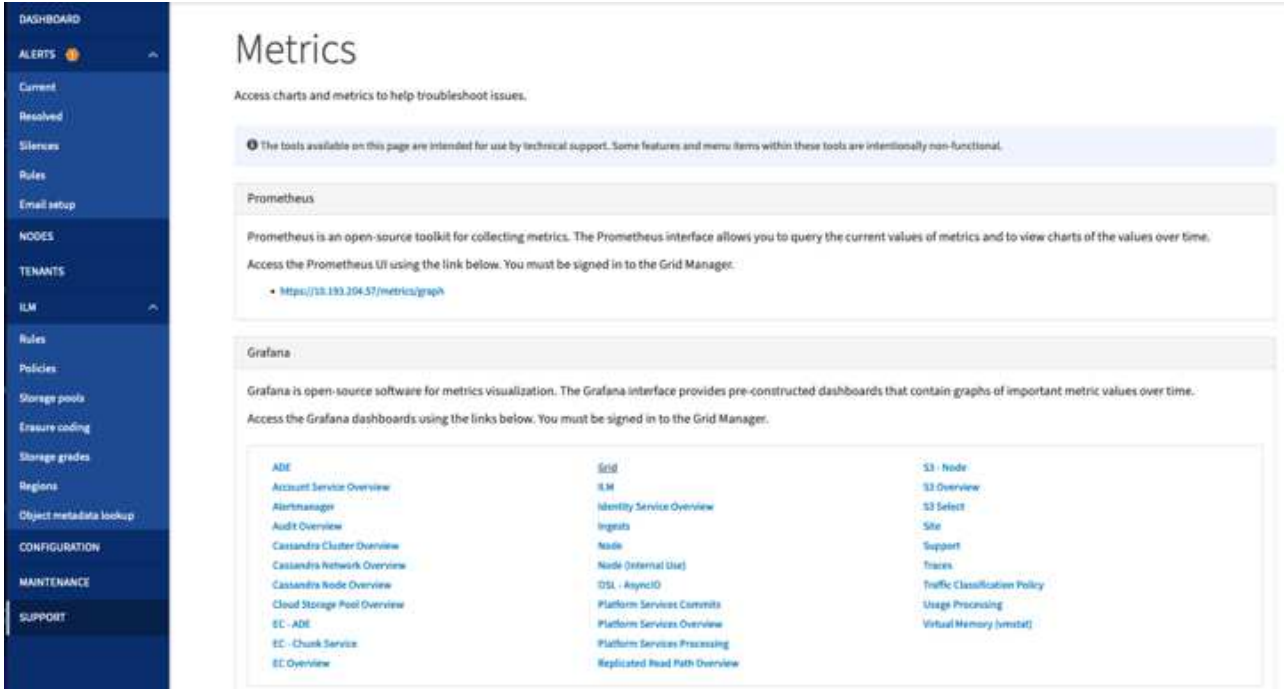 DASHBOARD
ALERTS
Current
Resolved
Silences
Rules
Email setup
NODES
TENANTS
ILM
Rules
Policies
Storage pools
Erasure coding
Storage grades
Regions
Object metadata lookup
CONFIGURATION
MAINTENANCE
SUPPORT
Metrics
Access charts and metrics to help troubleshoot issues.
The tools available on this page are intended for use by technical support. Some features and menu items within these tools are intentionally non-functional.
Prometheus
Prometheus is an open-source toolkit for collecting metrics. The Prometheus interface allows you to query the current values of metrics and to view charts of the values over time.
Access the Prometheus UI using the link below. You must be signed in to the Grid Manager.
• https://10.193.204.57/metrics/graph
Grafana
Grafana is open-source software for metrics visualization. The Grafana interface provides pre-constructed dashboards that contain graphs of important metric values over time.
Access the Grafana dashboards using the links below. You must be signed in to the Grid Manager.
ADE
Account Service Overview
Alertmanager
Audit Overview
Cassandra Cluster Overview
Cassandra Network Overview
Cassandra Node Overview
Cloud Storage Pool Overview
EC - ADE
EC - Chunk Service
EC Overview
Grid
ILM
Identity Service Overview
Ingests
Node
Node (Internal Use)
OSL - AsyncIO
Platform Services Commits
Platform Services Overview
Platform Services Processing
Replicated Read Path Overview
S3 - Node
S3 Overview
S3 Select
Site
Support
Traces
Traffic Classification Policy
Usage Processing
Virtual Memory (vmstat)